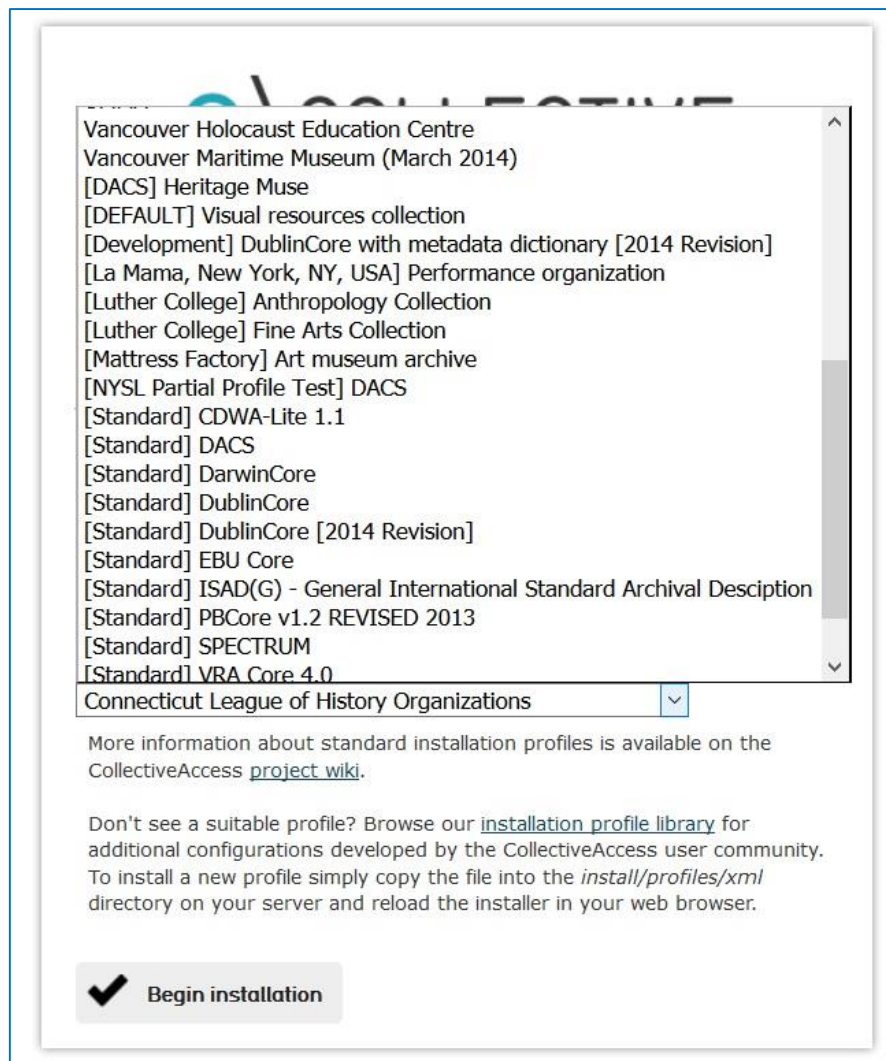 COLLECTIVE
Vancouver Holocaust Education Centre
Vancouver Maritime Museum (March 2014)
[DACS] Heritage Muse
[DEFAULT] Visual resources collection
[Development] DublinCore with metadata dictionary [2014 Revision]
[La Mama, New York, NY, USA] Performance organization
[Luther College] Anthropology Collection
[Luther College] Fine Arts Collection
[Mattress Factory] Art museum archive
[NYSL Partial Profile Test] DACS
[Standard] CDWA-Lite 1.1
[Standard] DACS
[Standard] DarwinCore
[Standard] DublinCore
[Standard] DublinCore [2014 Revision]
[Standard] EBU Core
[Standard] ISAD(G) - General International Standard Archival Desciption
[Standard] PBCore v1.2 REVISED 2013
[Standard] SPECTRUM
[Standard] VRA Core 4.0
Connecticut League of History Organizations
More information about standard installation profiles is available on the
CollectiveAccess project wiki.
Don't see a suitable profile? Browse our installation profile library for
additional configurations developed by the CollectiveAccess user community.
To install a new profile simply copy the file into the install/profiles/xml
directory on your server and reload the installer in your web browser.
Begin installation